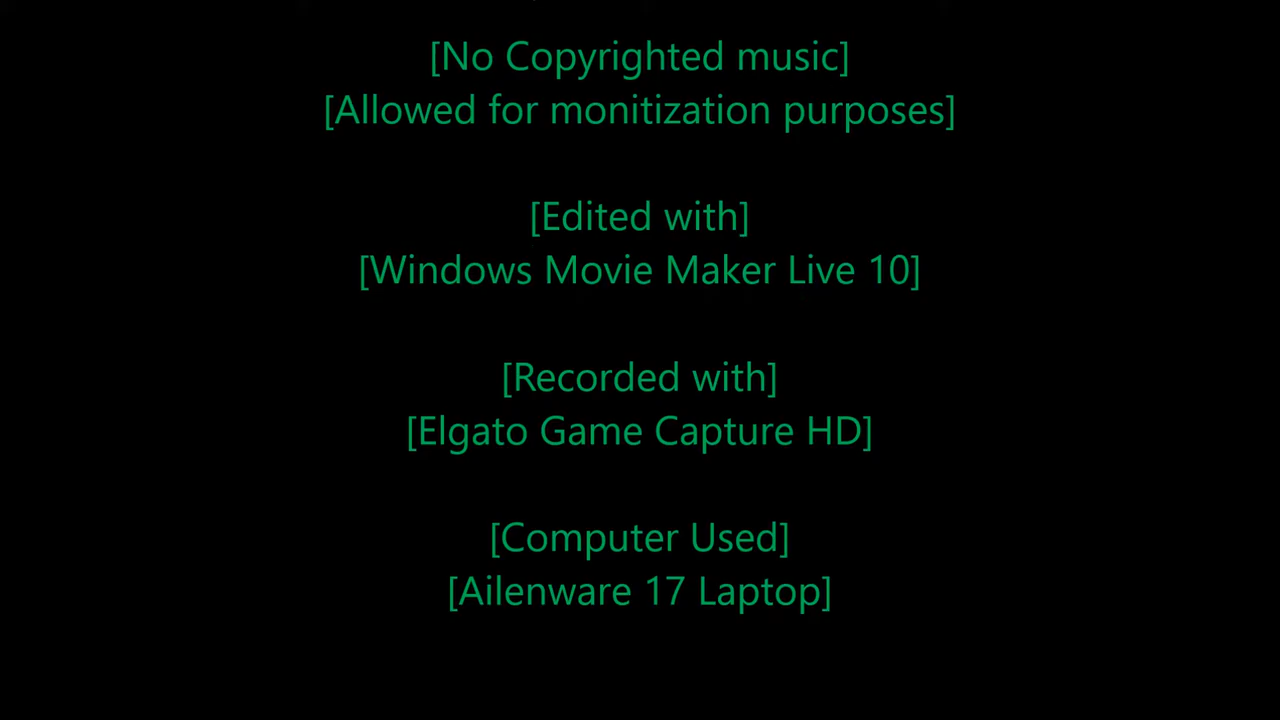 [No Copyrighted music]
[Allowed for monitization purposes]
[Edited with]
[Windows Movie Maker Live 10]
[Recorded with]
[Elgato Game Capture HD]
[Computer Used]
[Ailenware 17 Laptop]